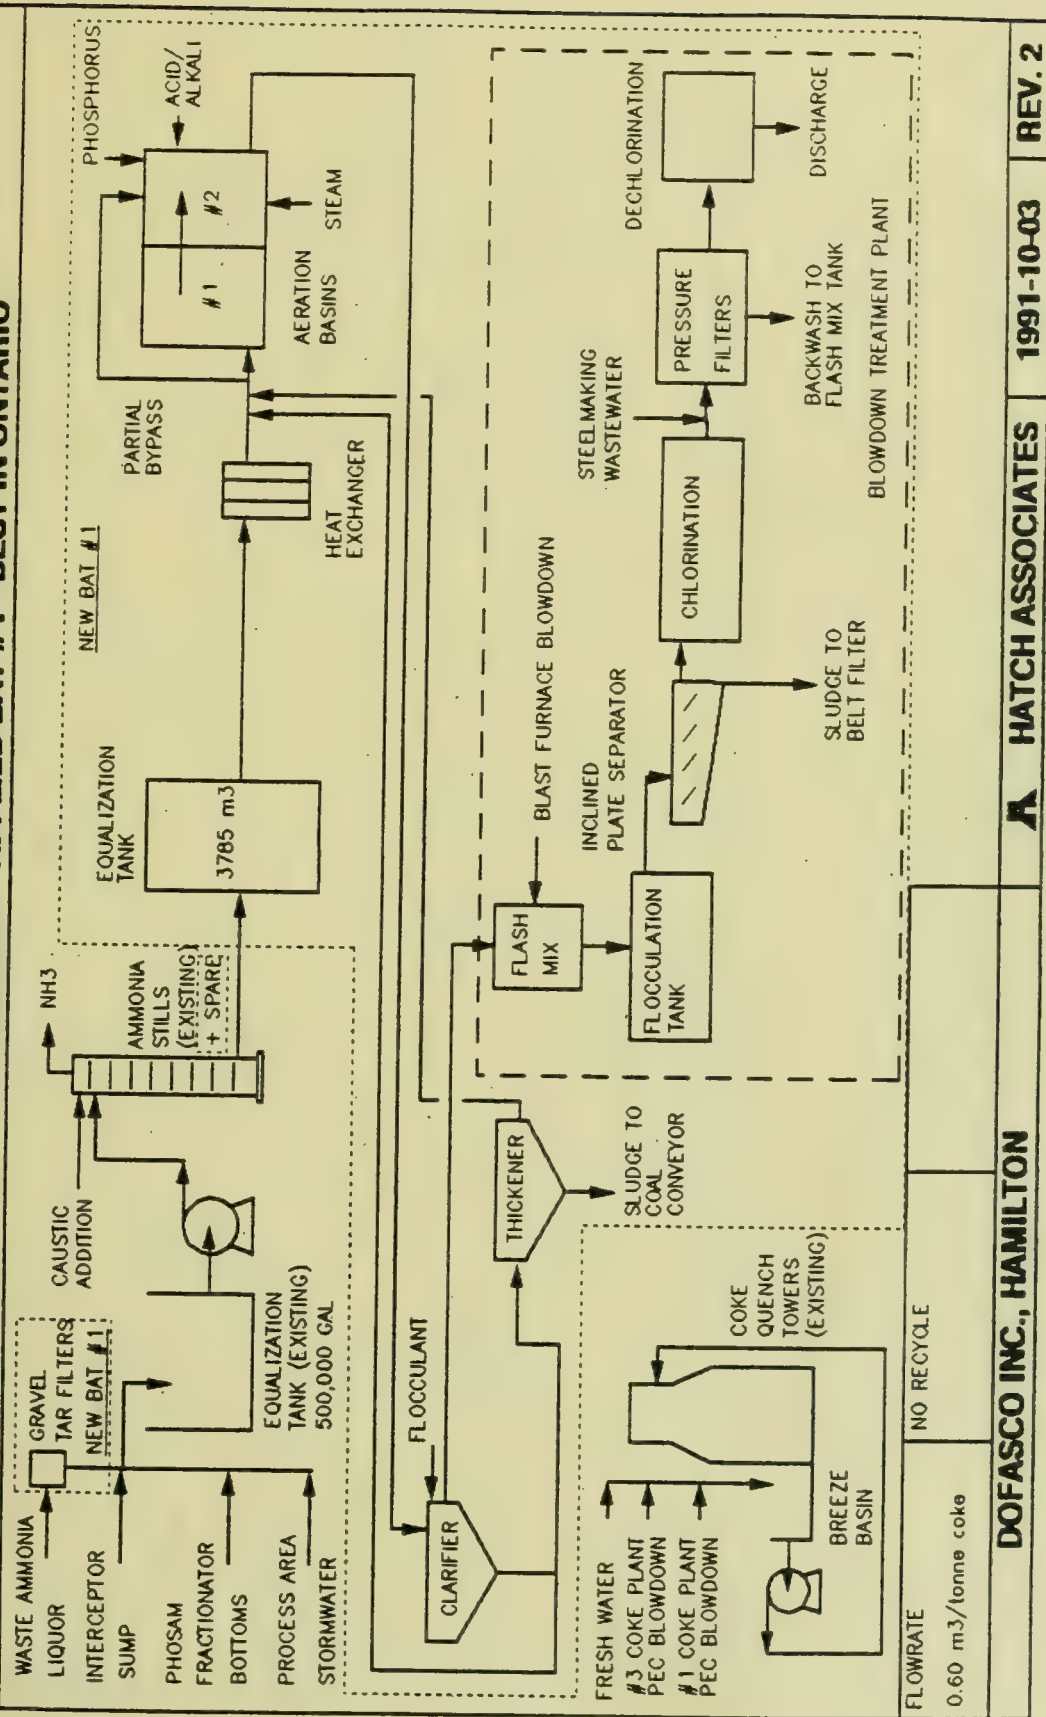 WASTE AMMONIA
LIQUOR
INTERCEPTOR
SUMP
PHOSAM
FRACTIONATOR
BOTTOMS
PROCESS AREA
STORMWATER
GRAVEL
TAR FILTERS
NEW BAT #1
EQUALIZATION
TANK (EXISTING)
500,000 GAL
CAUSTIC
ADDITION
NH3
AMMONIA
STILLS
(EXISTING)
+ SPARE
EQUALIZATION
TANK
3785 m3
NEW BAT #1
HEAT
EXCHANGER
PARTIAL
BYPASS
AERATION
BASINS
#1
#2
STEAM
PHOSPHORUS
ACID/
ALKALI
FLOCCULANT
CLARIFIER
THICKENER
SLUDGE TO
COAL
CONVEYOR
FLASH
MIX
BLAST FURNACE BLOWDOWN
FLOCCULATION
TANK
INCLINED
PLATE SEPARATOR
SLUDGE TO
BELT FILTER
CHLORINATION
STEELMAKING
WASTEWATER
PRESSURE
FILTERS
BACKWASH TO
FLASH MIX TANK
DECHLORINATION
DISCHARGE
BLOWDOWN TREATMENT PLANT
FRESH WATER
#3 COKE PLANT
PEC BLOWDOWN
#1 COKE PLANT
PEC BLOWDOWN
COKE
QUENCH
TOWERS
(EXISTING)
BREEZE
BASIN
FLOWRATE
0.60 m3/tonne coke
NO RECYCLE
DOFASCO INC., HAMILTON
HATCH ASSOCIATES
1991-10-03
REV. 2